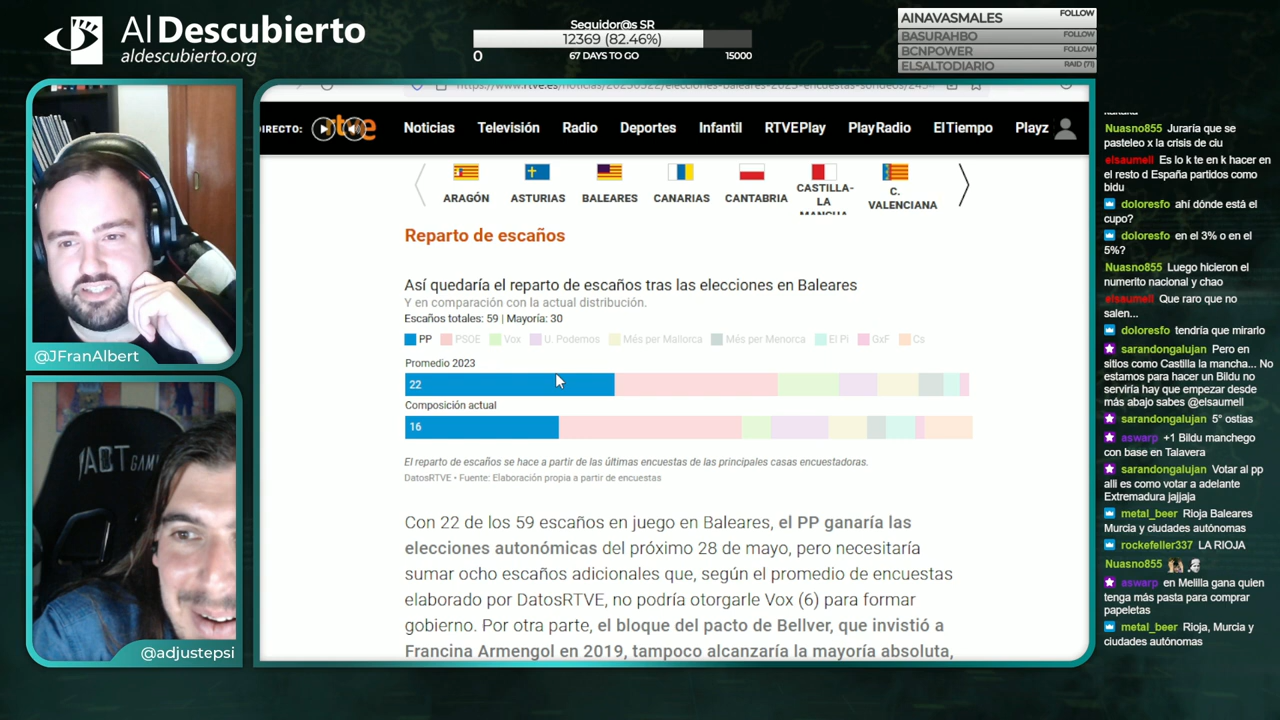 Al Descubierto
aldescubierto.org
Seguidor@s SR
12369 (82.46%)
0
67 DAYS TO GO
15000
AINAVASMALES FOLLOW
BASURAHBO FOLLOW
BCNPOWER FOLLOW
ELSALTODIARIO RAID (71)
@JFranAlbert
ADT GAMI
@adjustepsi
DIRECTO:
rtve
Noticias
Televisión
Radio
Deportes
Infantil
RTVEPlay
PlayRadio
ElTiempo
Playz
ARAGÓN
ASTURIAS
BALEARES
CANARIAS
CANTABRIA
CASTILLA-
LA
MANCHA
C.
VALENCIANA
Reparto de escaños
Así quedaría el reparto de escaños tras las elecciones en Baleares
Y en comparación con la actual distribución.
Escaños totales: 59 | Mayoría: 30
PP PSOE Vox U. Podemos Més per Mallorca Més per Menorca El Pi GxF Cs
Promedio 2023
22
Composición actual
16
El reparto de escaños se hace a partir de las últimas encuestas de las principales casas encuestadoras.
DatosRTVE • Fuente: Elaboración propia a partir de encuestas
Con 22 de los 59 escaños en juego en Baleares, el PP ganaría las
elecciones autonómicas del próximo 28 de mayo, pero necesitaría
sumar ocho escaños adicionales que, según el promedio de encuestas
elaborado por DatosRTVE, no podría otorgarle Vox (6) para formar
gobierno. Por otra parte, el bloque del pacto de Bellver, que invistió a
Francina Armengol en 2019, tampoco alcanzaría la mayoría absoluta,
Nuasno855 Juraría que se
pasteleo x la crisis de ciu
elsaumell Es lo k te en k hacer en
el resto d España partidos como
bidu
doloresfo ahí dónde está el
cupo?
doloresfo en el 3% o en el
5%?
Nuasno855 Luego hicieron el
numerito nacional y chao
elsaumell Que raro que no
salen...
doloresfo tendría que mirarlo
sarandongalujan Pero en
sitios como Castilla la mancha... No
estamos para hacer un Bildu no
serviría hay que empezar desde
más abajo sabes @elsaumell
sarandongalujan 5° ostias
aswarp +1 Bildu manchego
con base en Talavera
sarandongalujan Votar al pp
alli es como votar a adelante
Extremadura jajjaja
metal_beer Rioja Baleares
Murcia y ciudades autónomas
rockefeller337 LA RIOJA
Nuasno855
aswarp en Melilla gana quien
tenga más pasta para comprar
papeletas
metal_beer Rioja, Murcia y
ciudades autónomas